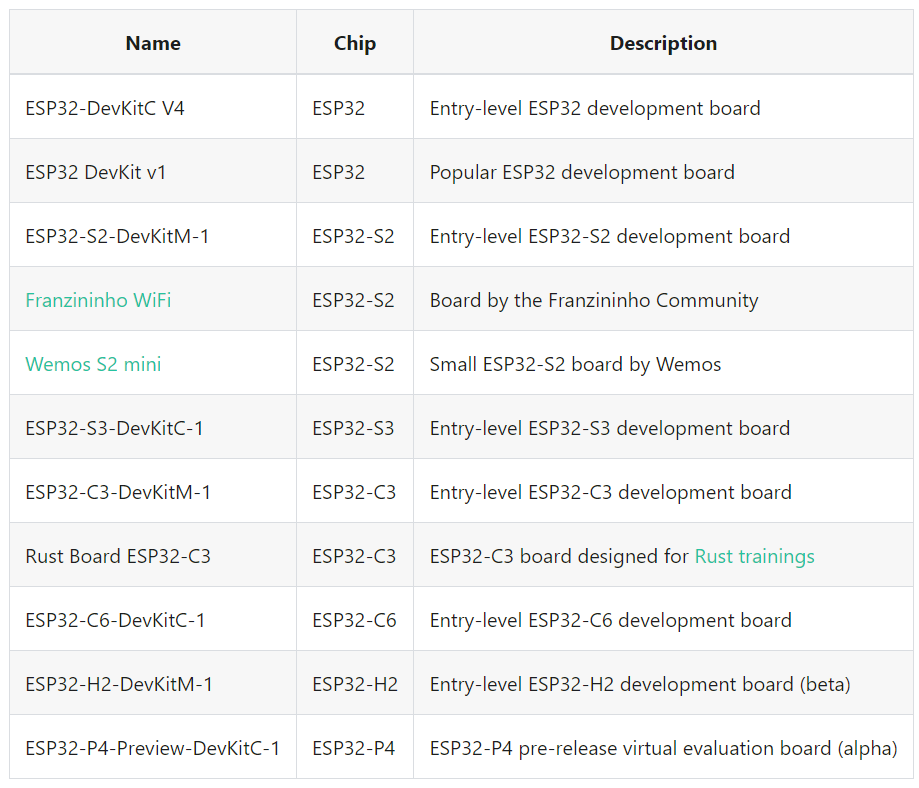 Name Chip Description
ESP32-DevKitC V4 ESP32 Entry-level ESP32 development board
ESP32 DevKit v1 ESP32 Popular ESP32 development board
ESP32-S2-DevKitM-1 ESP32-S2 Entry-level ESP32-S2 development board
Franzininho WiFi ESP32-S2 Board by the Franzininho Community
Wemos S2 mini ESP32-S2 Small ESP32-S2 board by Wemos
ESP32-S3-DevKitC-1 ESP32-S3 Entry-level ESP32-S3 development board
ESP32-C3-DevKitM-1 ESP32-C3 Entry-level ESP32-C3 development board
Rust Board ESP32-C3 ESP32-C3 ESP32-C3 board designed for Rust trainings
ESP32-C6-DevKitC-1 ESP32-C6 Entry-level ESP32-C6 development board
ESP32-H2-DevKitM-1 ESP32-H2 Entry-level ESP32-H2 development board (beta)
ESP32-P4-Preview-DevKitC-1 ESP32-P4 ESP32-P4 pre-release virtual evaluation board (alpha)